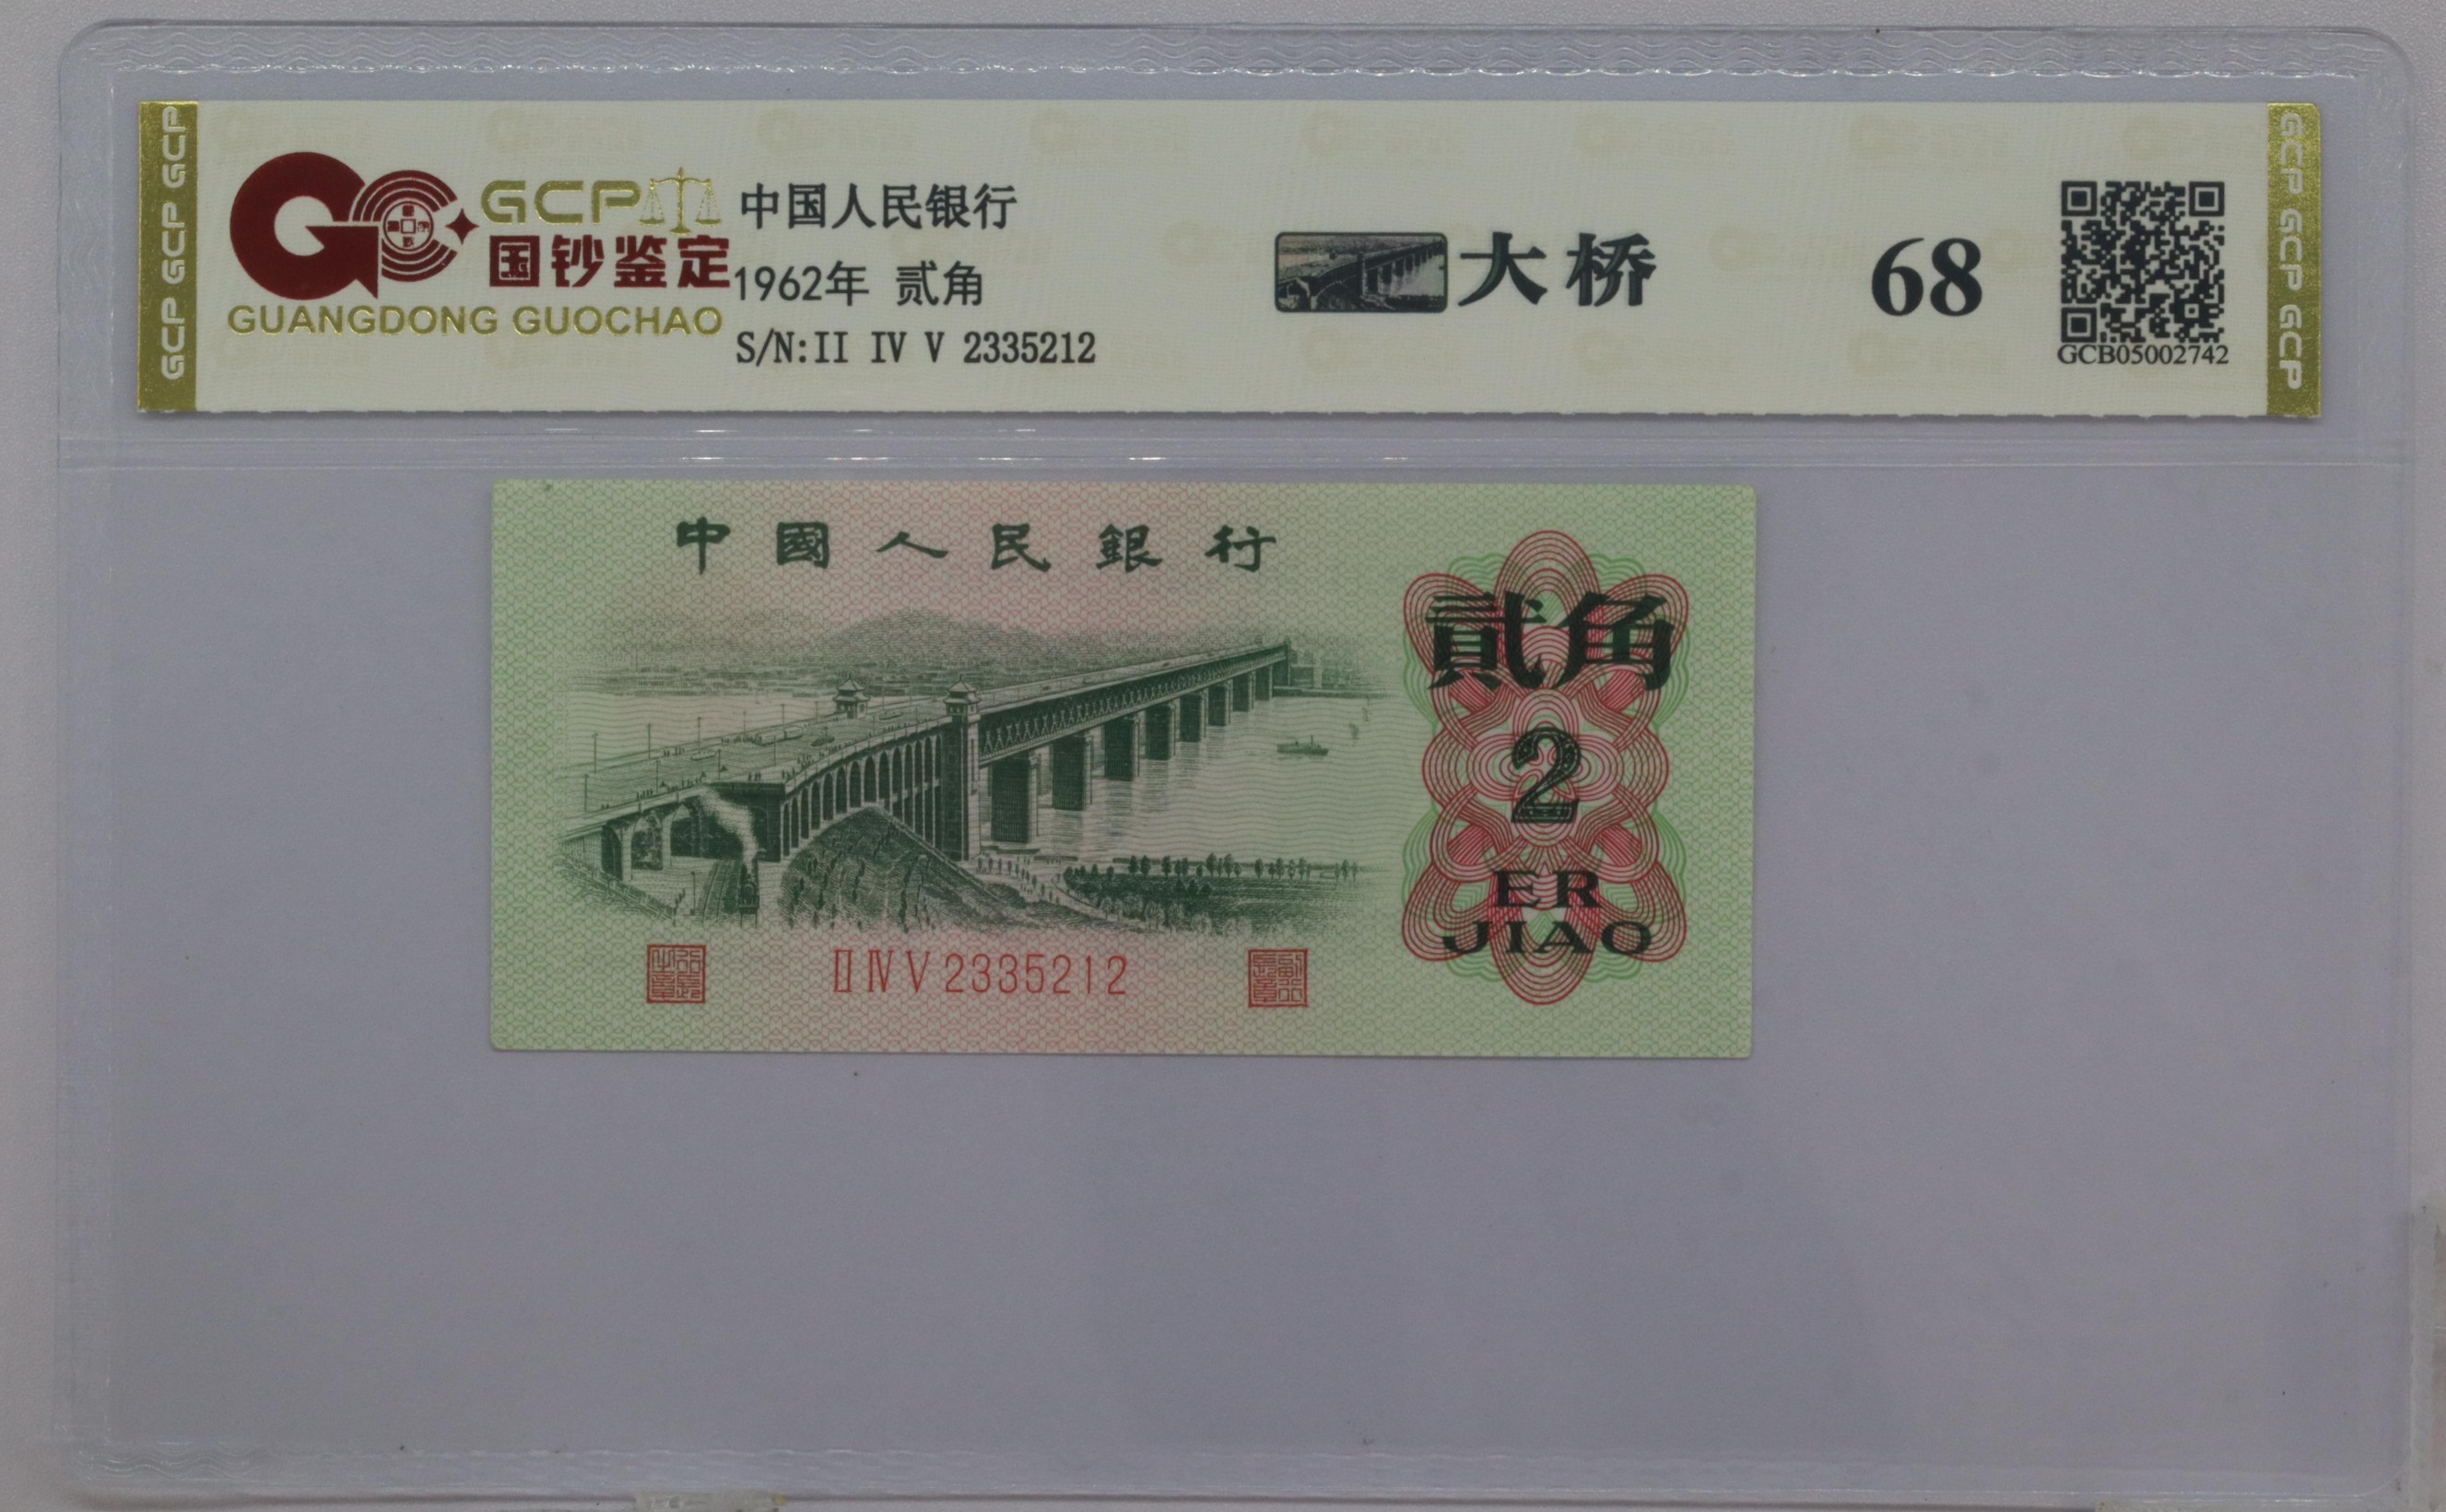 GCP GCP GCP
GCP
国钞鉴定
GUANGDONG GUOCHAO
中国人民银行
1962年 贰角
S/N:II IV V 2335212
大桥
68
GCB05002742
GCP GCP GCP
中國人民銀行
貳角
2
ER
JIAO
ⅡⅣⅤ2335212